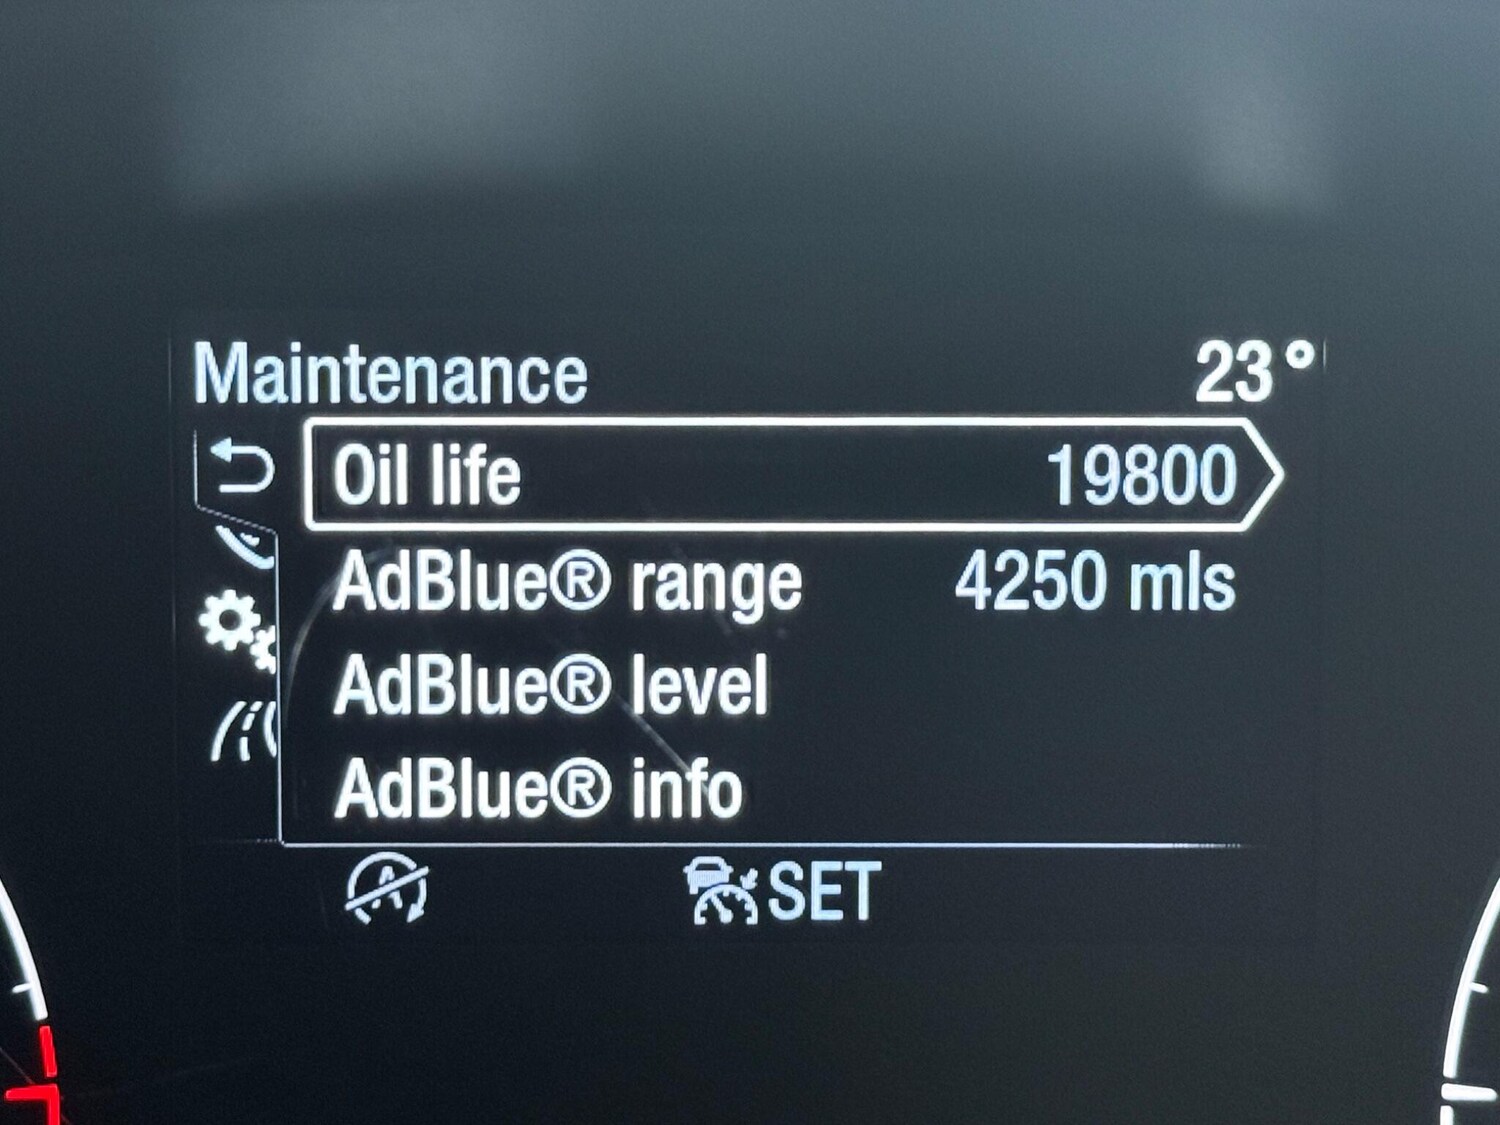 Maintenance 23°
Oil life 19800
AdBlue® range 4250 mls
AdBlue® level
AdBlue® info
A SET